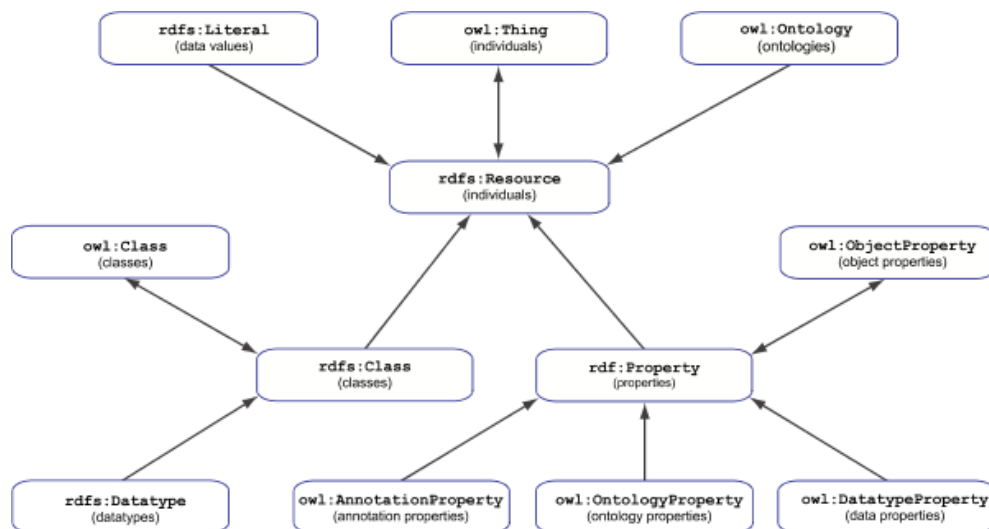 rdfs:Literal
(data values)
owl:Thing
(individuals)
owl:Ontology
(ontologies)
rdfs:Resource
(individuals)
owl:Class
(classes)
owl:ObjectProperty
(object properties)
rdfs:Class
(classes)
rdf:Property
(properties)
rdfs:Datatype
(datatypes)
owl:AnnotationProperty
(annotation properties)
owl:OntologyProperty
(ontology properties)
owl:DatatypeProperty
(data properties)